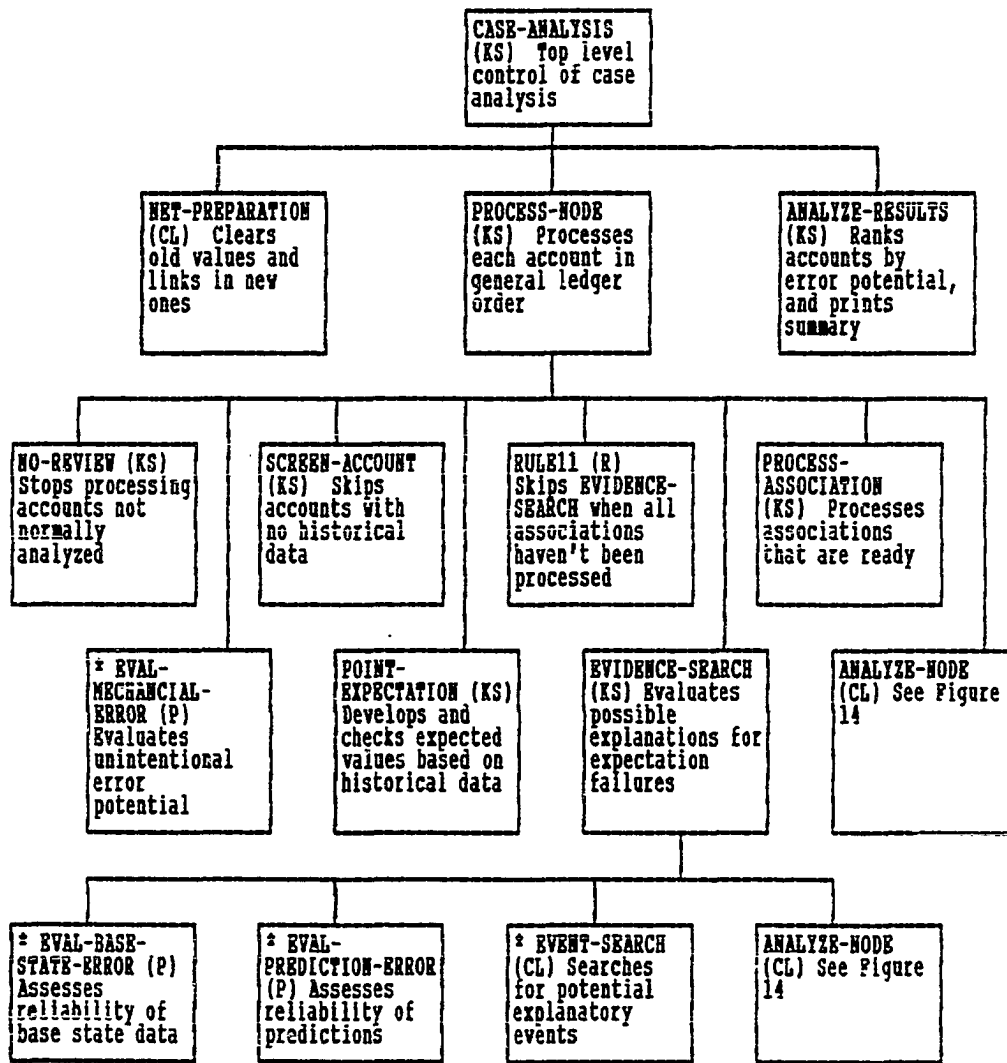 CASE-ANALYSIS
(KS) Top level
control of case
analysis
NET-PREPARATION
(CL) Clears
old values and
links in new
ones
PROCESS-NODE
(KS) Processes
each account in
general ledger
order
ANALYZE-RESULTS
(KS) Ranks
accounts by
error potential,
and prints
summary
NO-REVIEW (KS)
Stops processing
accounts not
normally
analyzed
SCREEN-ACCOUNT
(KS) Skips
accounts with
no historical
data
RULE11 (R)
Skips EVIDENCE-
SEARCH when all
associations
haven't been
processed
PROCESS-
ASSOCIATION
(KS) Processes
associations
that are ready
* EVAL-
MECHANCIAL-
ERROR (P)
Evaluates
unintentional
error
potential
POINT-
EXPECTATION (KS)
Develops and
checks expected
values based on
historical data
EVIDENCE-SEARCH
(KS) Evaluates
possible
explanations for
expectation
failures
ANALYZE-NODE
(CL) See Figure
14
* EVAL-BASE-
STATE-ERROR (P)
Assesses
reliability of
base state data
* EVAL-
PREDICTION-ERROR
(P) Assesses
reliability of
predictions
* EVENT-SEARCH
(CL) Searches
for potential
explanatory
events
ANALYZE-NODE
(CL) See Figure
14